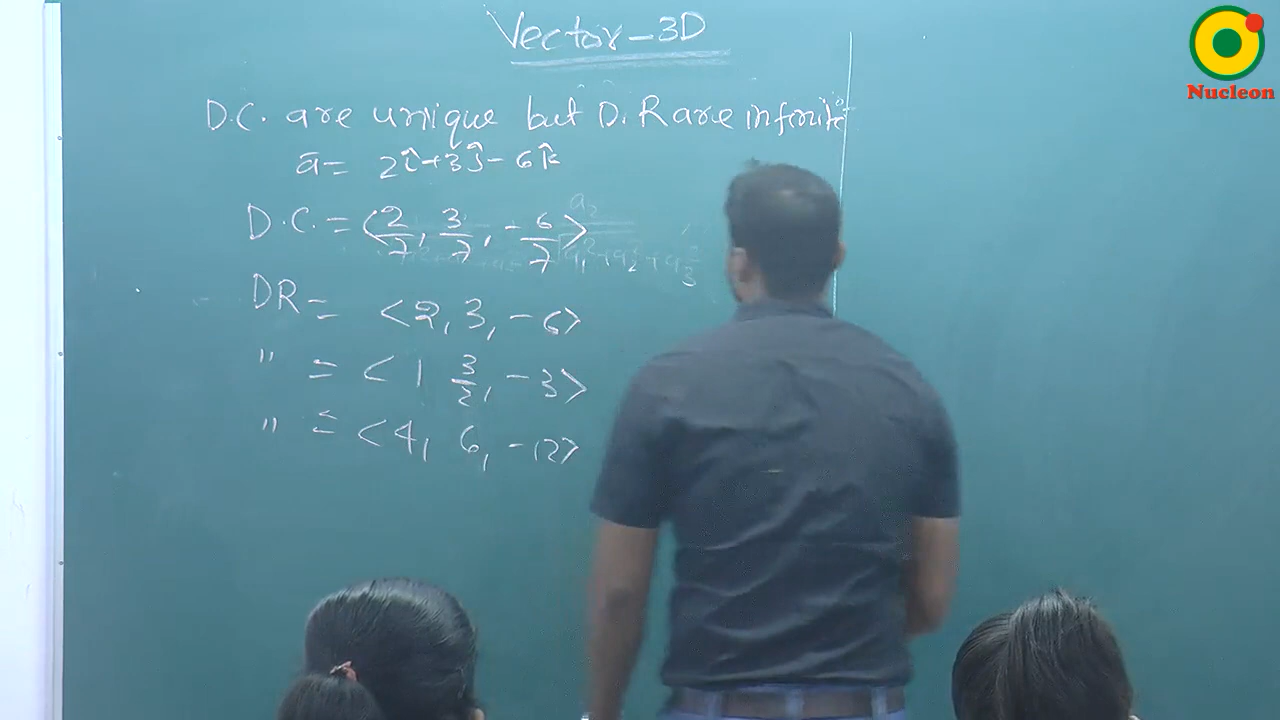 Vector-3D
Nucleon
D.C. are unique but D.R are infinite
ā = 2î+3ĵ-6k̂
D.C. = <2/7, 3/7, -6/7>
DR = <2, 3, -6>
" = <1 3/2, -3>
" = <4, 6, -12>